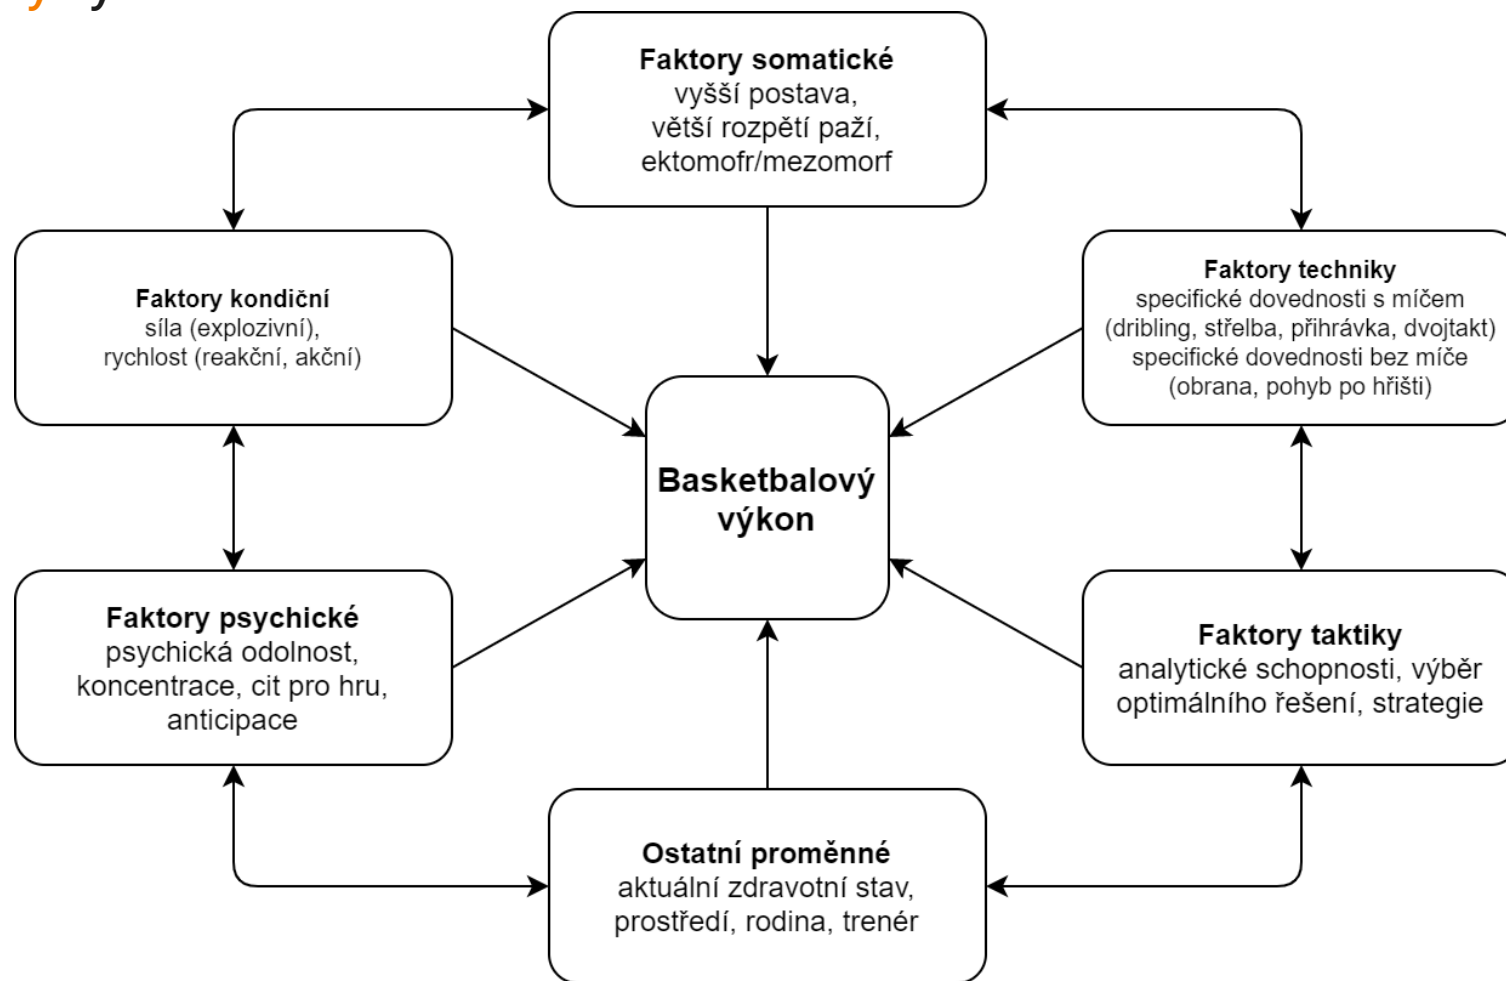 Faktory somatické
vyšší postava,
větší rozpětí paží,
ektomofr/mezomorf
Faktory kondiční
síla (explozivní),
rychlost (reakční, akční)
Faktory techniky
specifické dovednosti s míčem
(dribling, střelba, přihrávka, dvojtakt)
specifické dovednosti bez míče
(obrana, pohyb po hřišti)
Basketbalový
výkon
Faktory psychické
psychická odolnost,
koncentrace, cit pro hru,
anticipace
Faktory taktiky
analytické schopnosti, výběr
optimálního řešení, strategie
Ostatní proměnné
aktuální zdravotní stav,
prostředí, rodina, trenér